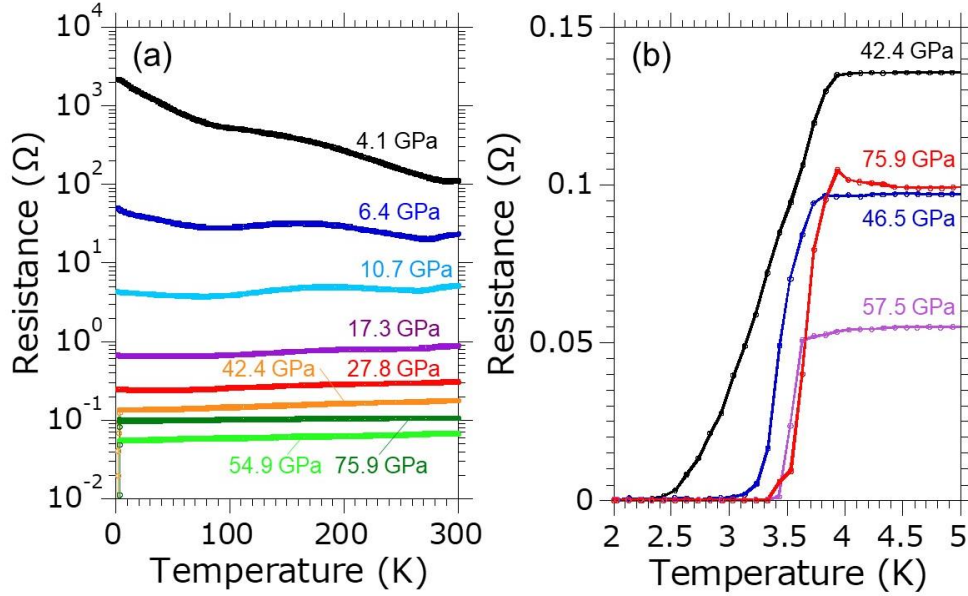 (a)
Resistance (Ω)
10^4
10^3
10^2
10^1
10^0
10^-1
10^-2
4.1 GPa
6.4 GPa
10.7 GPa
17.3 GPa
42.4 GPa
27.8 GPa
54.9 GPa
75.9 GPa
0
100
200
300
Temperature (K)
(b)
Resistance (Ω)
0.15
0.1
0.05
0
42.4 GPa
75.9 GPa
46.5 GPa
57.5 GPa
2
2.5
3
3.5
4
4.5
5
Temperature (K)